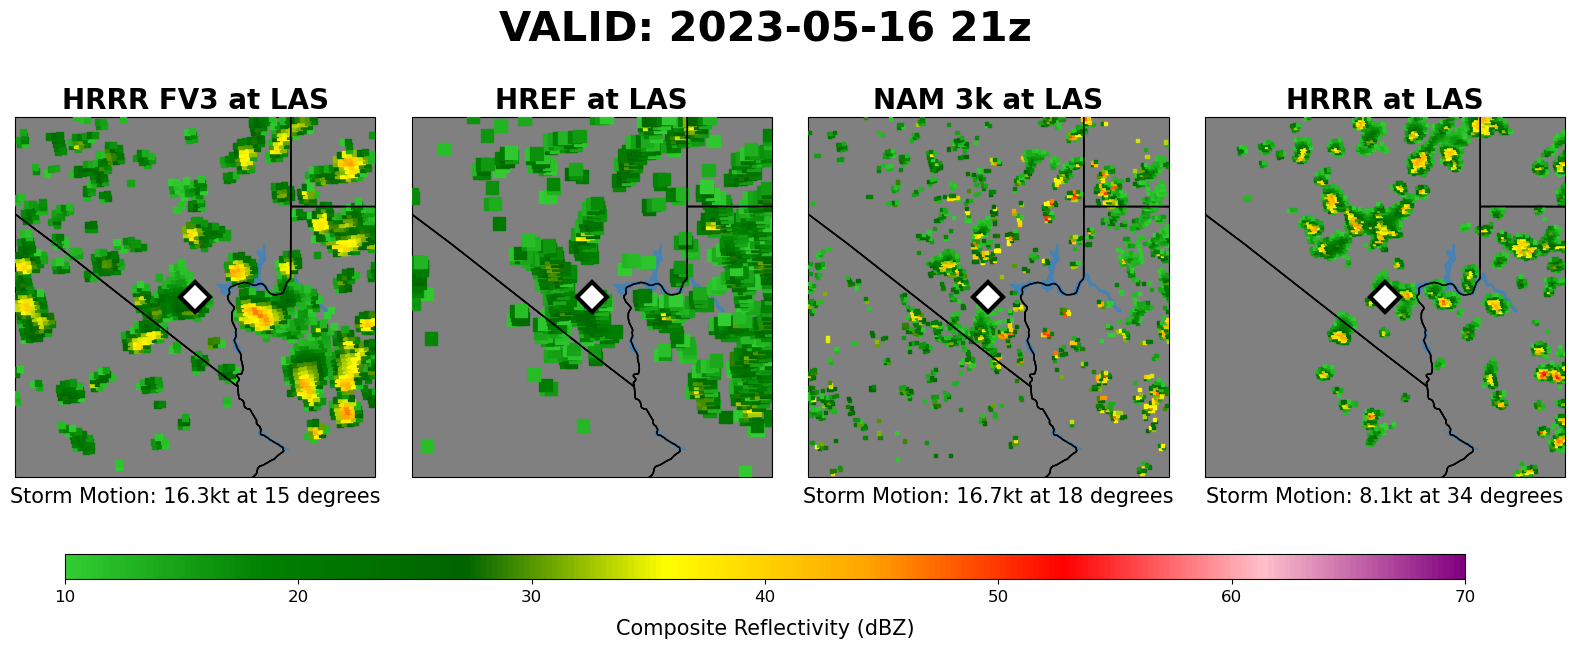 VALID: 2023-05-16 21z
HRRR FV3 at LAS
HREF at LAS
NAM 3k at LAS
HRRR at LAS
Storm Motion: 16.3kt at 15 degrees
Storm Motion: 16.7kt at 18 degrees
Storm Motion: 8.1kt at 34 degrees
10 20 30 40 50 60 70
Composite Reflectivity (dBZ)